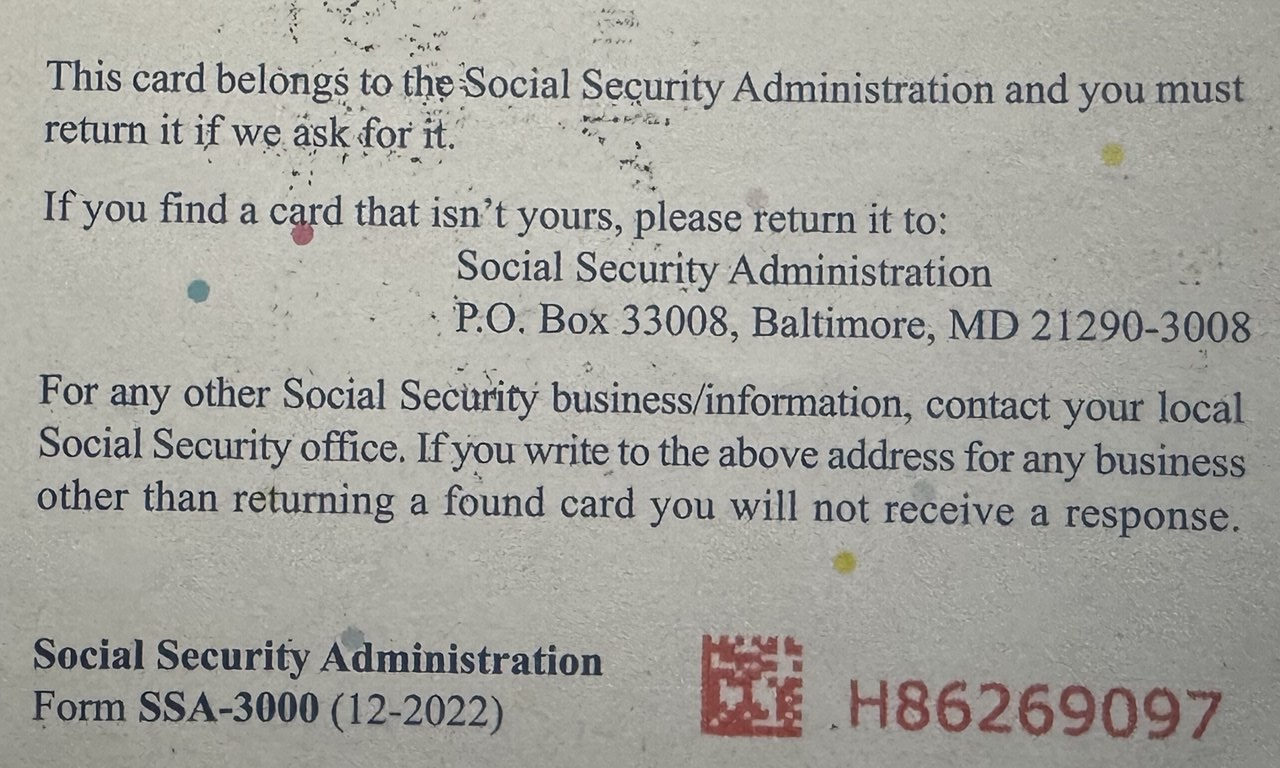 This card belongs to the Social Security Administration and you must
return it if we ask for it.
If you find a card that isn't yours, please return it to:
Social Security Administration
P.O. Box 33008, Baltimore, MD 21290-3008
For any other Social Security business/information, contact your local
Social Security office. If you write to the above address for any business
other than returning a found card you will not receive a response.
Social Security Administration
Form SSA-3000 (12-2022)
H86269097